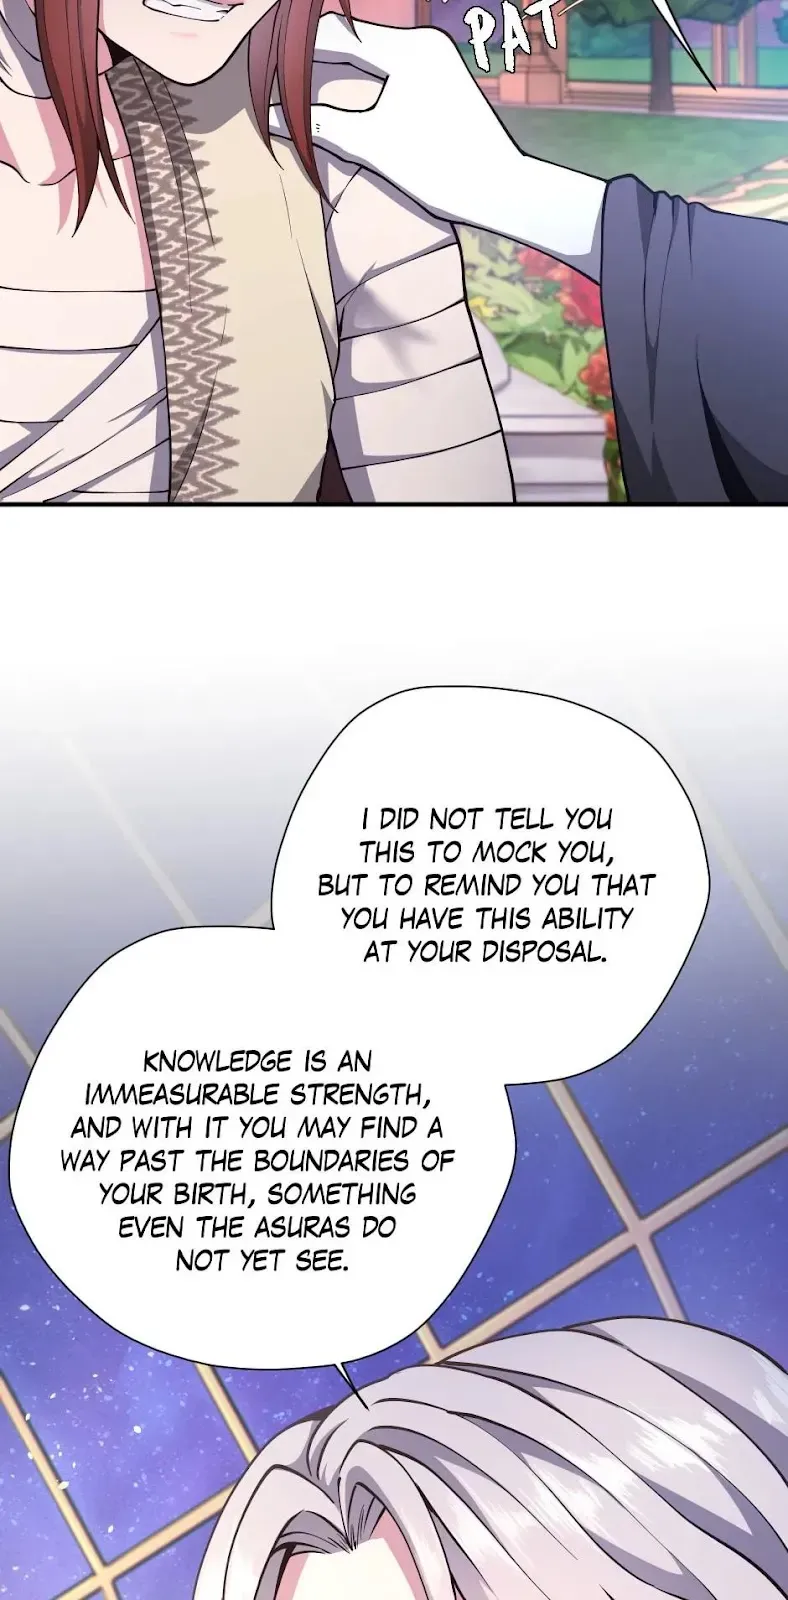 PAT
I DID NOT TELL YOU
THIS TO MOCK YOU,
BUT TO REMIND YOU THAT
YOU HAVE THIS ABILITY
AT YOUR DISPOSAL.
KNOWLEDGE IS AN
IMMEASURABLE STRENGTH,
AND WITH IT YOU MAY FIND A
WAY PAST THE BOUNDARIES OF
YOUR BIRTH, SOMETHING
EVEN THE ASURAS DO
NOT YET SEE.